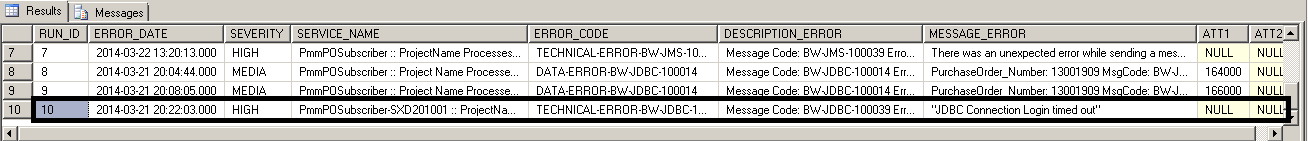 Results Messages
RUN_ID ERROR_DATE SEVERITY SERVICE_NAME ERROR_CODE DESCRIPTION_ERROR MESSAGE_ERROR ATT1 ATT2
7 7 2014-03-22 13:20:13.000 HIGH PmmPOSubscriber :: ProjectName Processes... TECHNICAL-ERROR-BW-JMS-10... Message Code: BW-JMS-100039 Erro... There was an unexpected error while sending a mes... NULL NULL
8 8 2014-03-21 20:04:44.000 MEDIA PmmPOSubscriber :: Project Name Processe... DATA-ERROR-BW-JDBC-100014 Message Code: BW-JDBC-100014 Err... PurchaseOrder_Number: 13001909 MsgCode: BW-J... 164000 NULL
9 9 2014-03-21 20:08:05.000 MEDIA PmmPOSubscriber :: Project Name Processe... DATA-ERROR-BW-JDBC-100014 Message Code: BW-JDBC-100014 Err... PurchaseOrder_Number: 13001909 MsgCode: BW-J... 166000 NULL
10 10 2014-03-21 20:22:03.000 HIGH PmmPOSubscriber-SXD201001 :: ProjectNa... TECHNICAL-ERROR-BW-JDBC-1... Message Code: BW-JDBC-100039 Err... "JDBC Connection Login timed out" NULL NULL